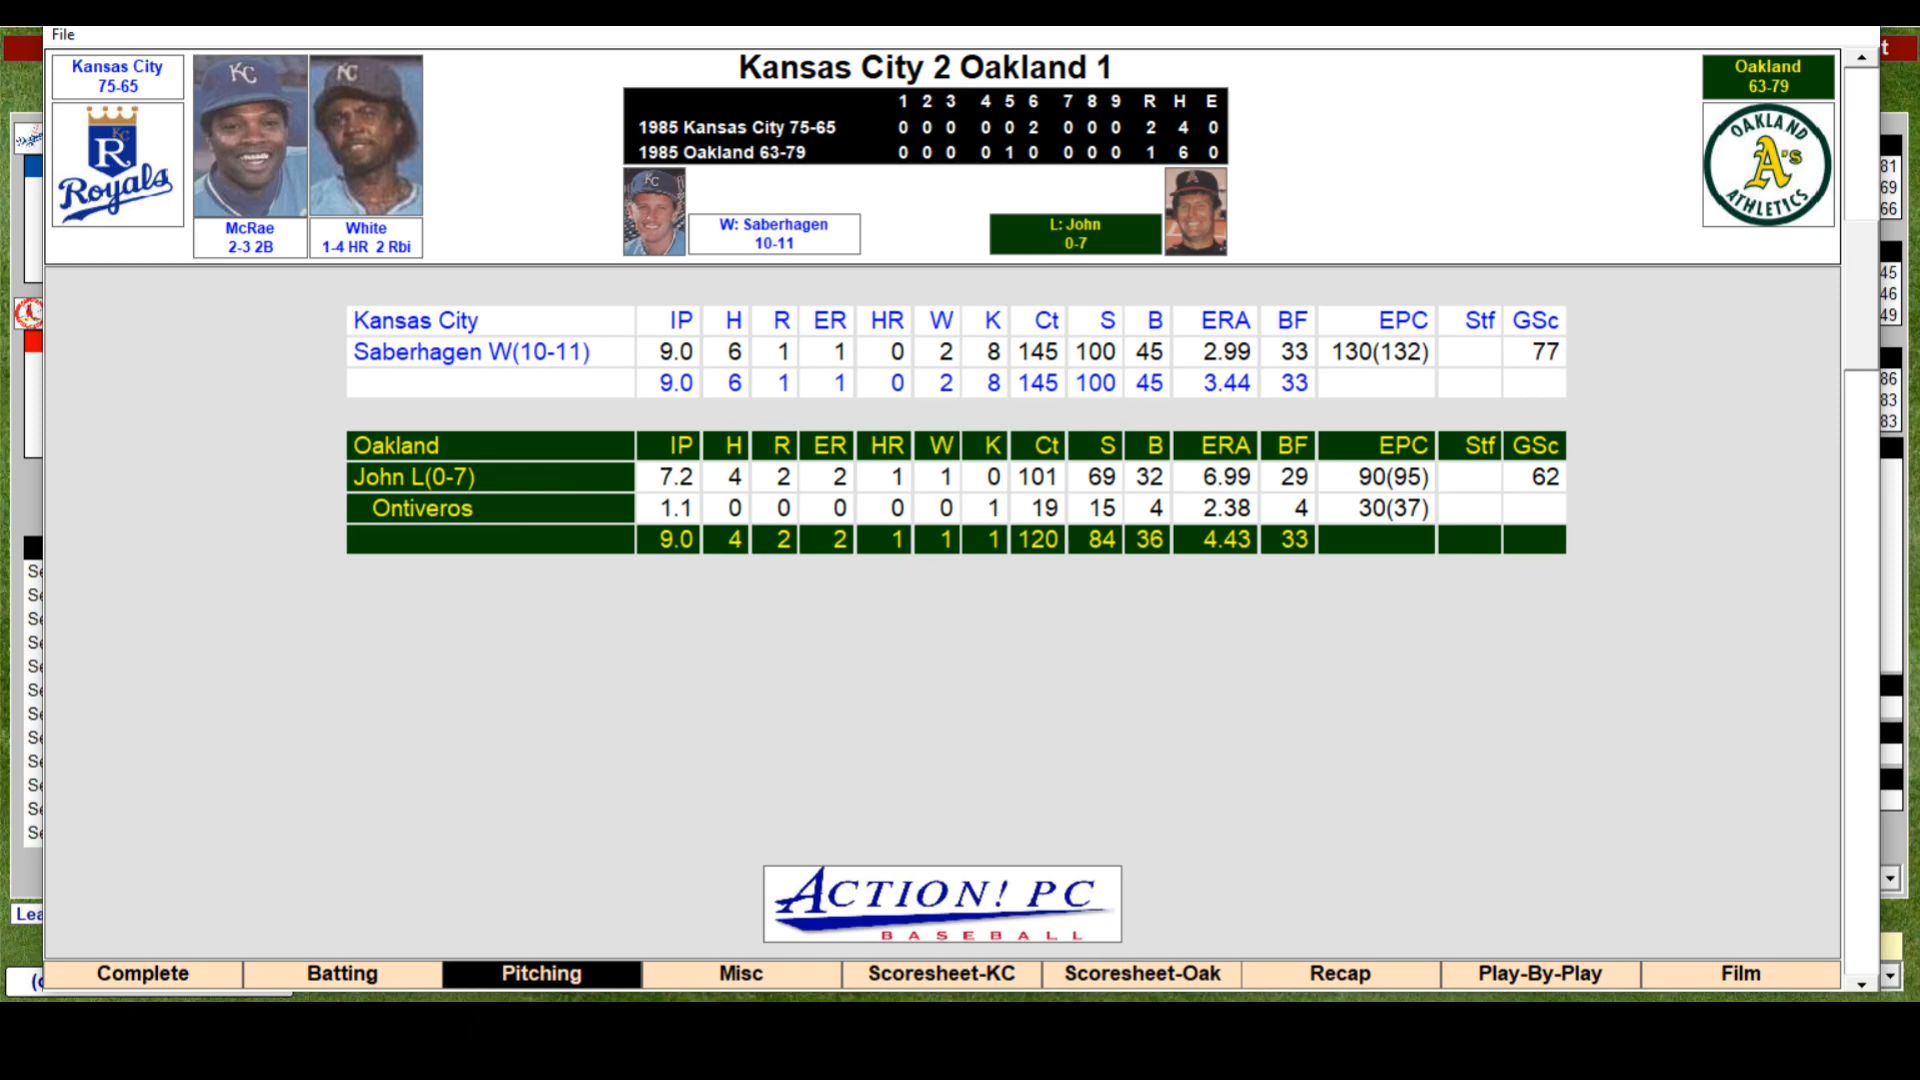 File
Kansas City
75-65
KC
R
Royals
McRae
2-3 2B
White
1-4 HR 2 Rbi
Kansas City 2 Oakland 1
1 2 3 4 5 6 7 8 9 R H E
1985 Kansas City 75-65 0 0 0 0 0 2 0 0 0 2 4 0
1985 Oakland 63-79 0 0 0 0 1 0 0 0 0 1 6 0
W: Saberhagen
10-11
L: John
0-7
Oakland
63-79
OAKLAND
A's
ATHLETICS
Kansas City IP H R ER HR W K Ct S B ERA BF EPC Stf GSc
Saberhagen W(10-11) 9.0 6 1 1 0 2 8 145 100 45 2.99 33 130(132) 77
9.0 6 1 1 0 2 8 145 100 45 3.44 33
Oakland IP H R ER HR W K Ct S B ERA BF EPC Stf GSc
John L(0-7) 7.2 4 2 2 1 1 0 101 69 32 6.99 29 90(95) 62
Ontiveros 1.1 0 0 0 0 0 1 19 15 4 2.38 4 30(37)
9.0 4 2 2 1 1 1 120 84 36 4.43 33
ACTION! PC
BASEBALL
Complete Batting Pitching Misc Scoresheet-KC Scoresheet-Oak Recap Play-By-Play Film
81
69
66
45
46
49
86
83
83